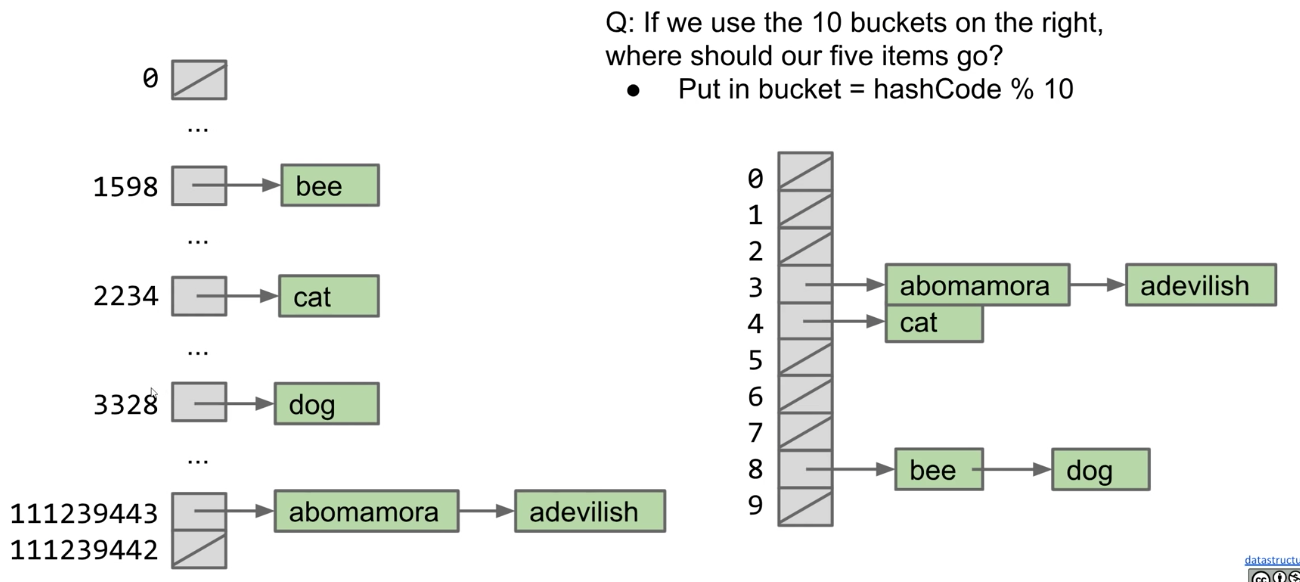 Q: If we use the 10 buckets on the right,
where should our five items go?
● Put in bucket = hashCode % 10
0
...
1598 bee
...
2234 cat
...
3328 dog
...
111239443 abomamora adevilish
111239442
0
1
2
3 abomamora adevilish
4 cat
5
6
7
8 bee dog
9
datastructu